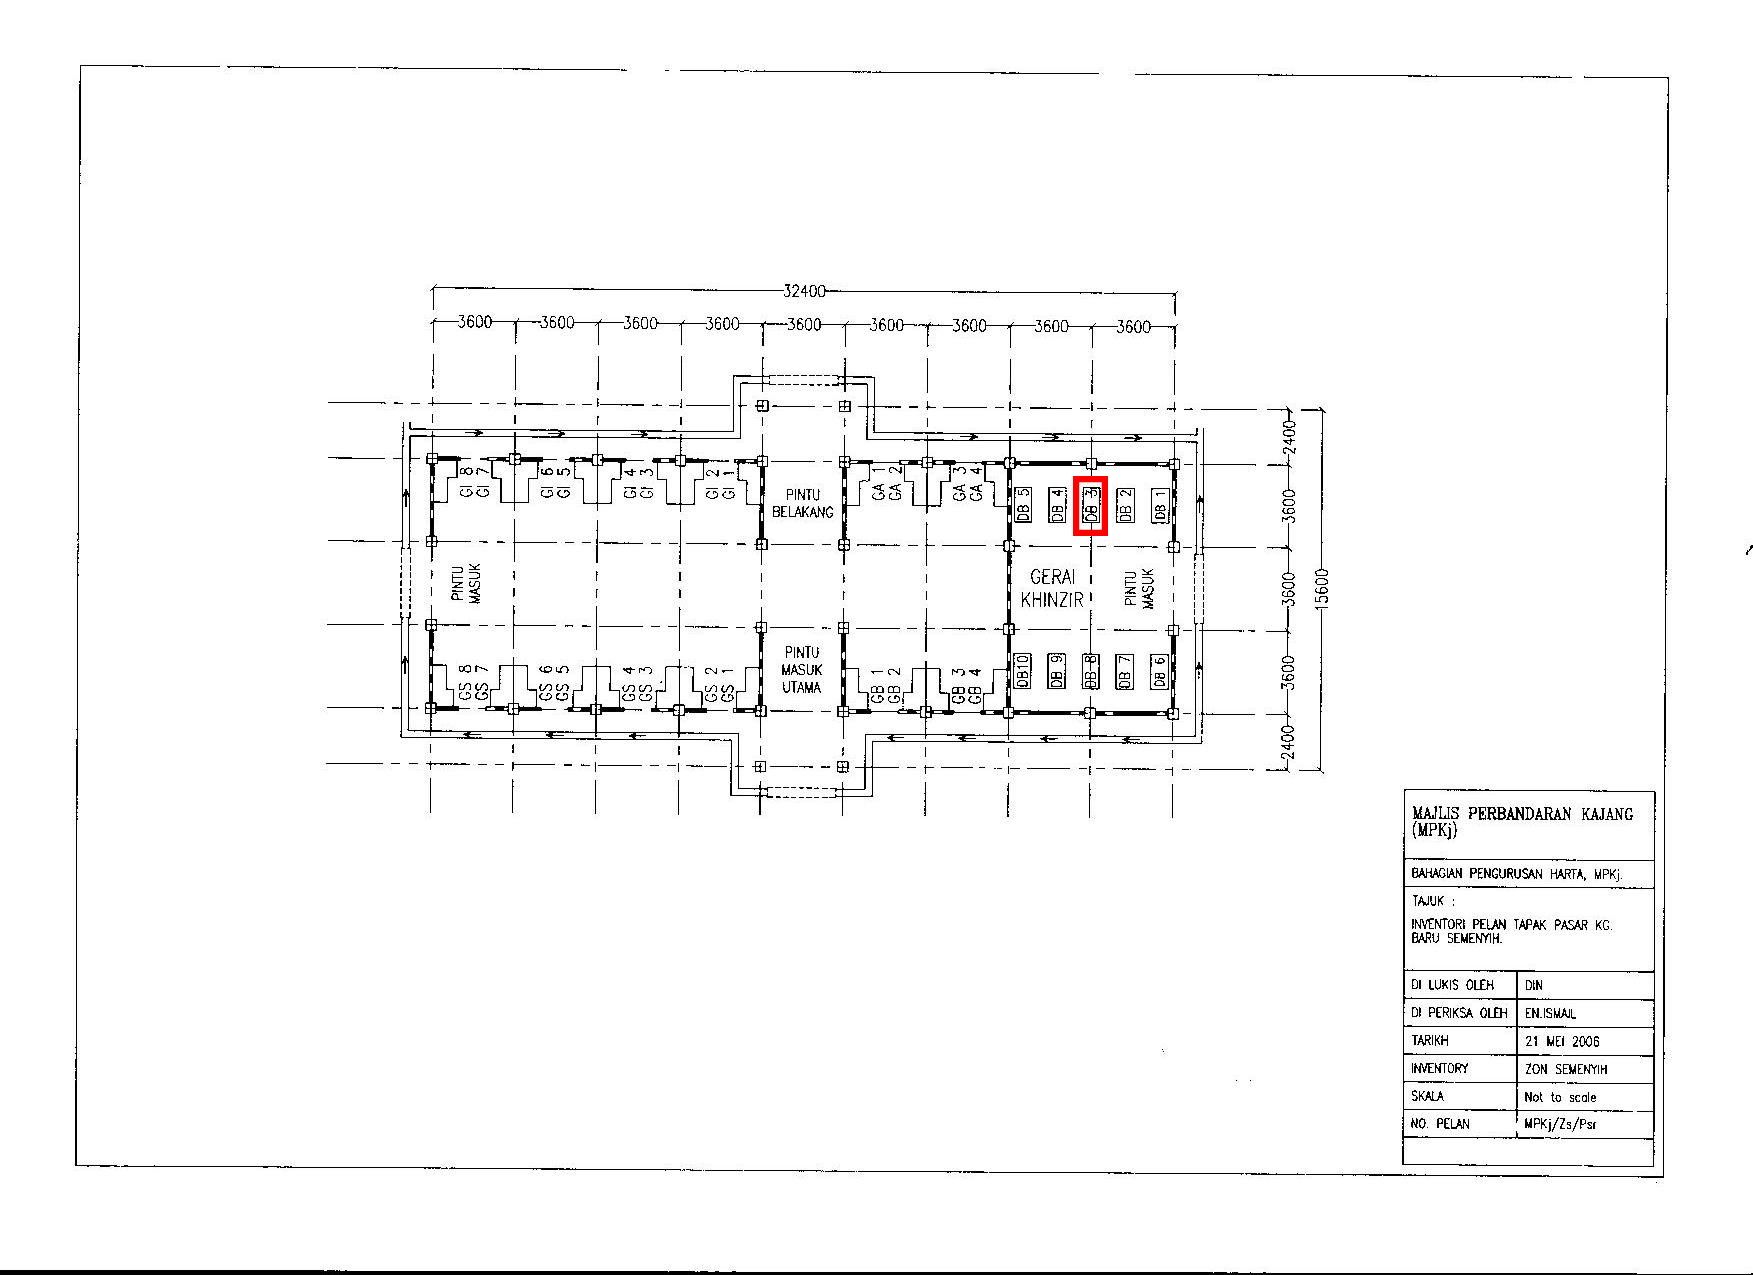 32400
3600 3600 3600 3600 3600 3600 3600 3600 3600
2400
3600
3600
3600
2400
15600
GI 8
GI 7
GI 6
GI 5
GI 4
GI 3
GI 2
GI 1
PINTU
BELAKANG
GA 1
GA 2
GA 3
GA 4
DB 5
DB 4
DB 3
DB 2
DB 1
PINTU
MASUK
GERAI
KHINZIR
PINTU
MASUK
GS 8
GS 7
GS 6
GS 5
GS 4
GS 3
GS 2
GS 1
PINTU
MASUK
UTAMA
GB 1
GB 2
GB 3
GB 4
DB10
DB 9
DB 8
DB 7
DB 6
MAJLIS PERBANDARAN KAJANG
(MPKj)
BAHAGIAN PENGURUSAN HARTA, MPKj.
TAJUK :
INVENTORI PELAN TAPAK PASAR KG.
BARU SEMENYIH.
DI LUKIS OLEH DIN
DI PERIKSA OLEH EN.ISMAIL
TARIKH 21 MEI 2006
INVENTORY ZON SEMENYIH
SKALA Not to scale
NO. PELAN MPKj/Zs/Psr